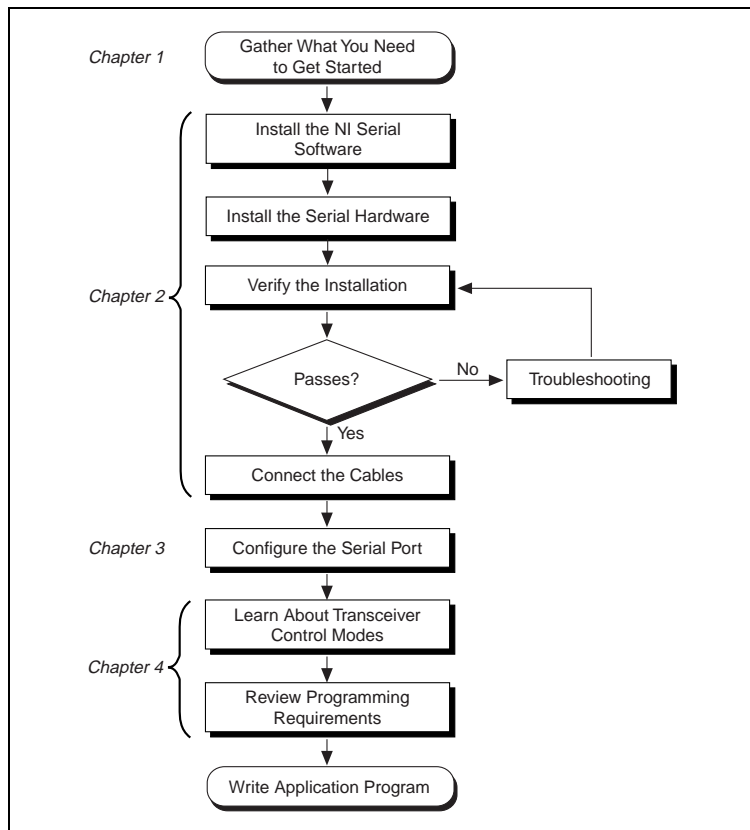 Chapter 1
Gather What You Need
to Get Started
Install the NI Serial
Software
Install the Serial Hardware
Chapter 2
Verify the Installation
Passes?
No
Troubleshooting
Yes
Connect the Cables
Chapter 3
Configure the Serial Port
Learn About Transceiver
Control Modes
Chapter 4
Review Programming
Requirements
Write Application Program